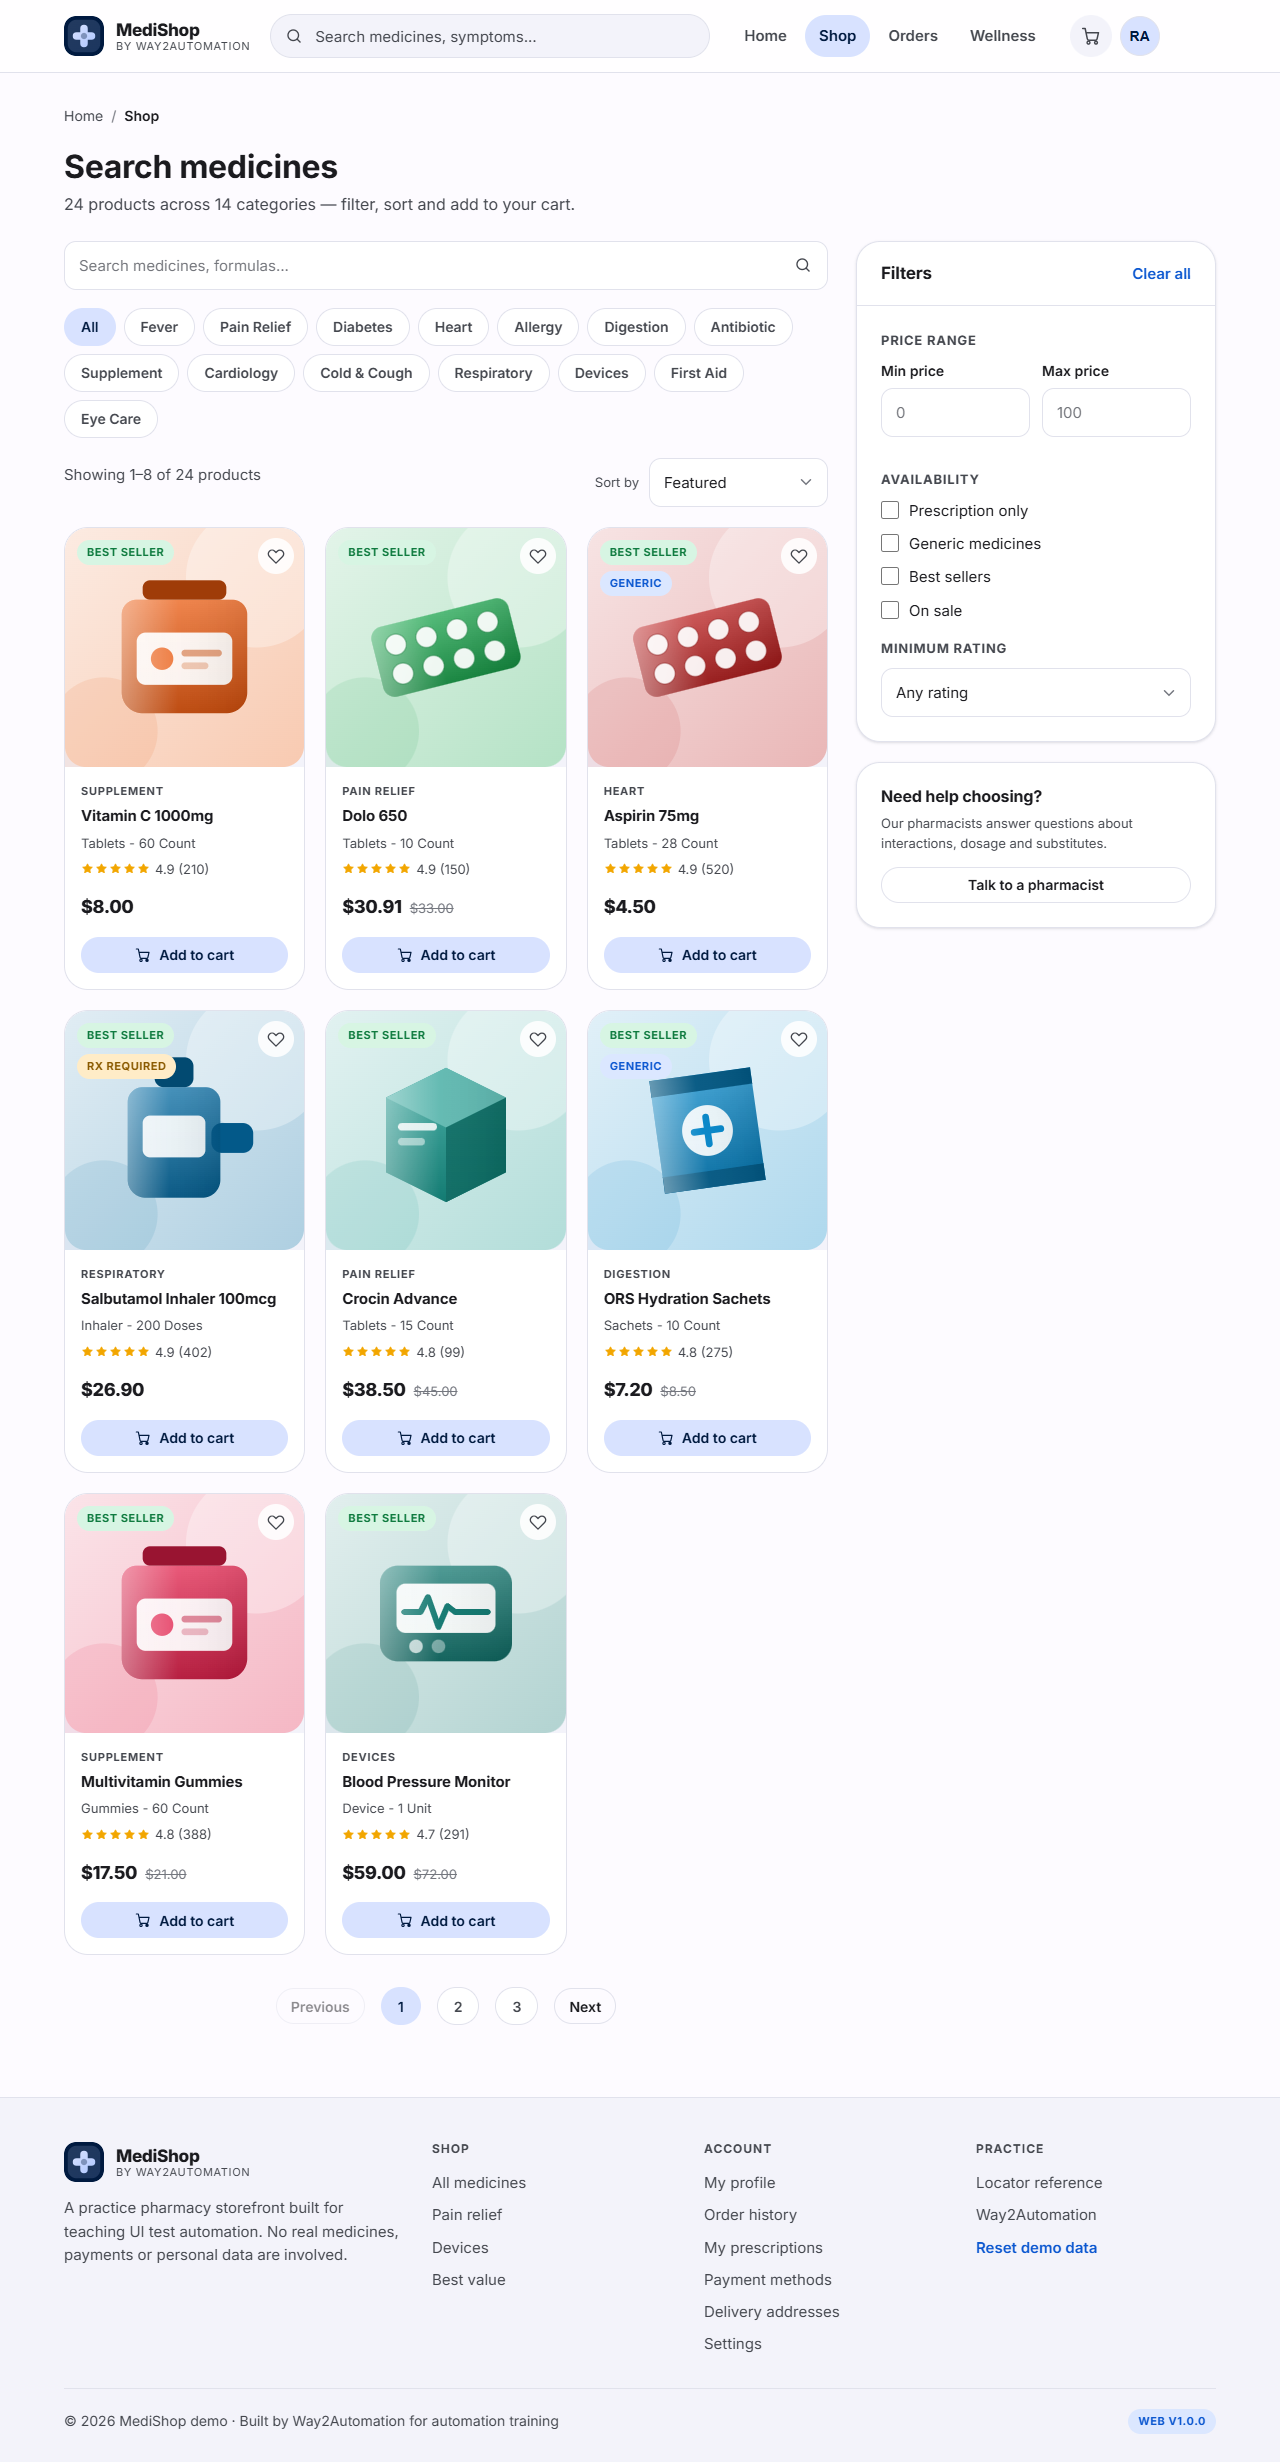 MediShop
BY WAY2AUTOMATION
Search medicines, symptoms...
Home
Shop
Orders
Wellness
RA
Home / Shop
Search medicines
24 products across 14 categories — filter, sort and add to your cart.
Search medicines, formulas...
All
Fever
Pain Relief
Diabetes
Heart
Allergy
Digestion
Antibiotic
Supplement
Cardiology
Cold & Cough
Respiratory
Devices
First Aid
Eye Care
Showing 1–8 of 24 products
Sort by
Featured
BEST SELLER
SUPPLEMENT
Vitamin C 1000mg
Tablets - 60 Count
4.9 (210)
$8.00
Add to cart
BEST SELLER
PAIN RELIEF
Dolo 650
Tablets - 10 Count
4.9 (150)
$30.91 $33.00
Add to cart
BEST SELLER
GENERIC
HEART
Aspirin 75mg
Tablets - 28 Count
4.9 (520)
$4.50
Add to cart
BEST SELLER
RX REQUIRED
RESPIRATORY
Salbutamol Inhaler 100mcg
Inhaler - 200 Doses
4.9 (402)
$26.90
Add to cart
BEST SELLER
PAIN RELIEF
Crocin Advance
Tablets - 15 Count
4.8 (99)
$38.50 $45.00
Add to cart
BEST SELLER
GENERIC
DIGESTION
ORS Hydration Sachets
Sachets - 10 Count
4.8 (275)
$7.20 $8.50
Add to cart
BEST SELLER
SUPPLEMENT
Multivitamin Gummies
Gummies - 60 Count
4.8 (388)
$17.50 $21.00
Add to cart
BEST SELLER
DEVICES
Blood Pressure Monitor
Device - 1 Unit
4.7 (291)
$59.00 $72.00
Add to cart
Previous
1
2
3
Next
Filters
Clear all
PRICE RANGE
Min price
Max price
0
100
AVAILABILITY
Prescription only
Generic medicines
Best sellers
On sale
MINIMUM RATING
Any rating
Need help choosing?
Our pharmacists answer questions about
interactions, dosage and substitutes.
Talk to a pharmacist
MediShop
BY WAY2AUTOMATION
A practice pharmacy storefront built for
teaching UI test automation. No real medicines,
payments or personal data are involved.
SHOP
All medicines
Pain relief
Devices
Best value
ACCOUNT
My profile
Order history
My prescriptions
Payment methods
Delivery addresses
Settings
PRACTICE
Locator reference
Way2Automation
Reset demo data
© 2026 MediShop demo · Built by Way2Automation for automation training
WEB V1.0.0